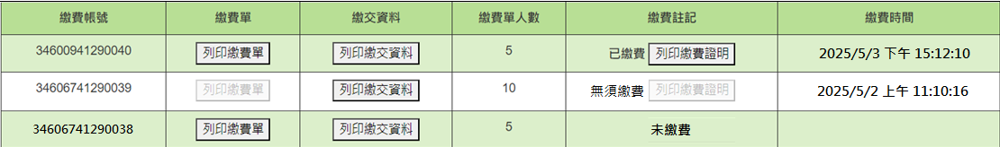 繳費帳號 繳費單 繳交資料 繳費單人數 繳費註記 繳費時間
34600941290040 列印繳費單 列印繳交資料 5 已繳費 列印繳費證明 2025/5/3 下午 15:12:10
34606741290039 列印繳費單 列印繳交資料 10 無須繳費 列印繳費證明 2025/5/2 上午 11:10:16
34606741290038 列印繳費單 列印繳交資料 5 未繳費